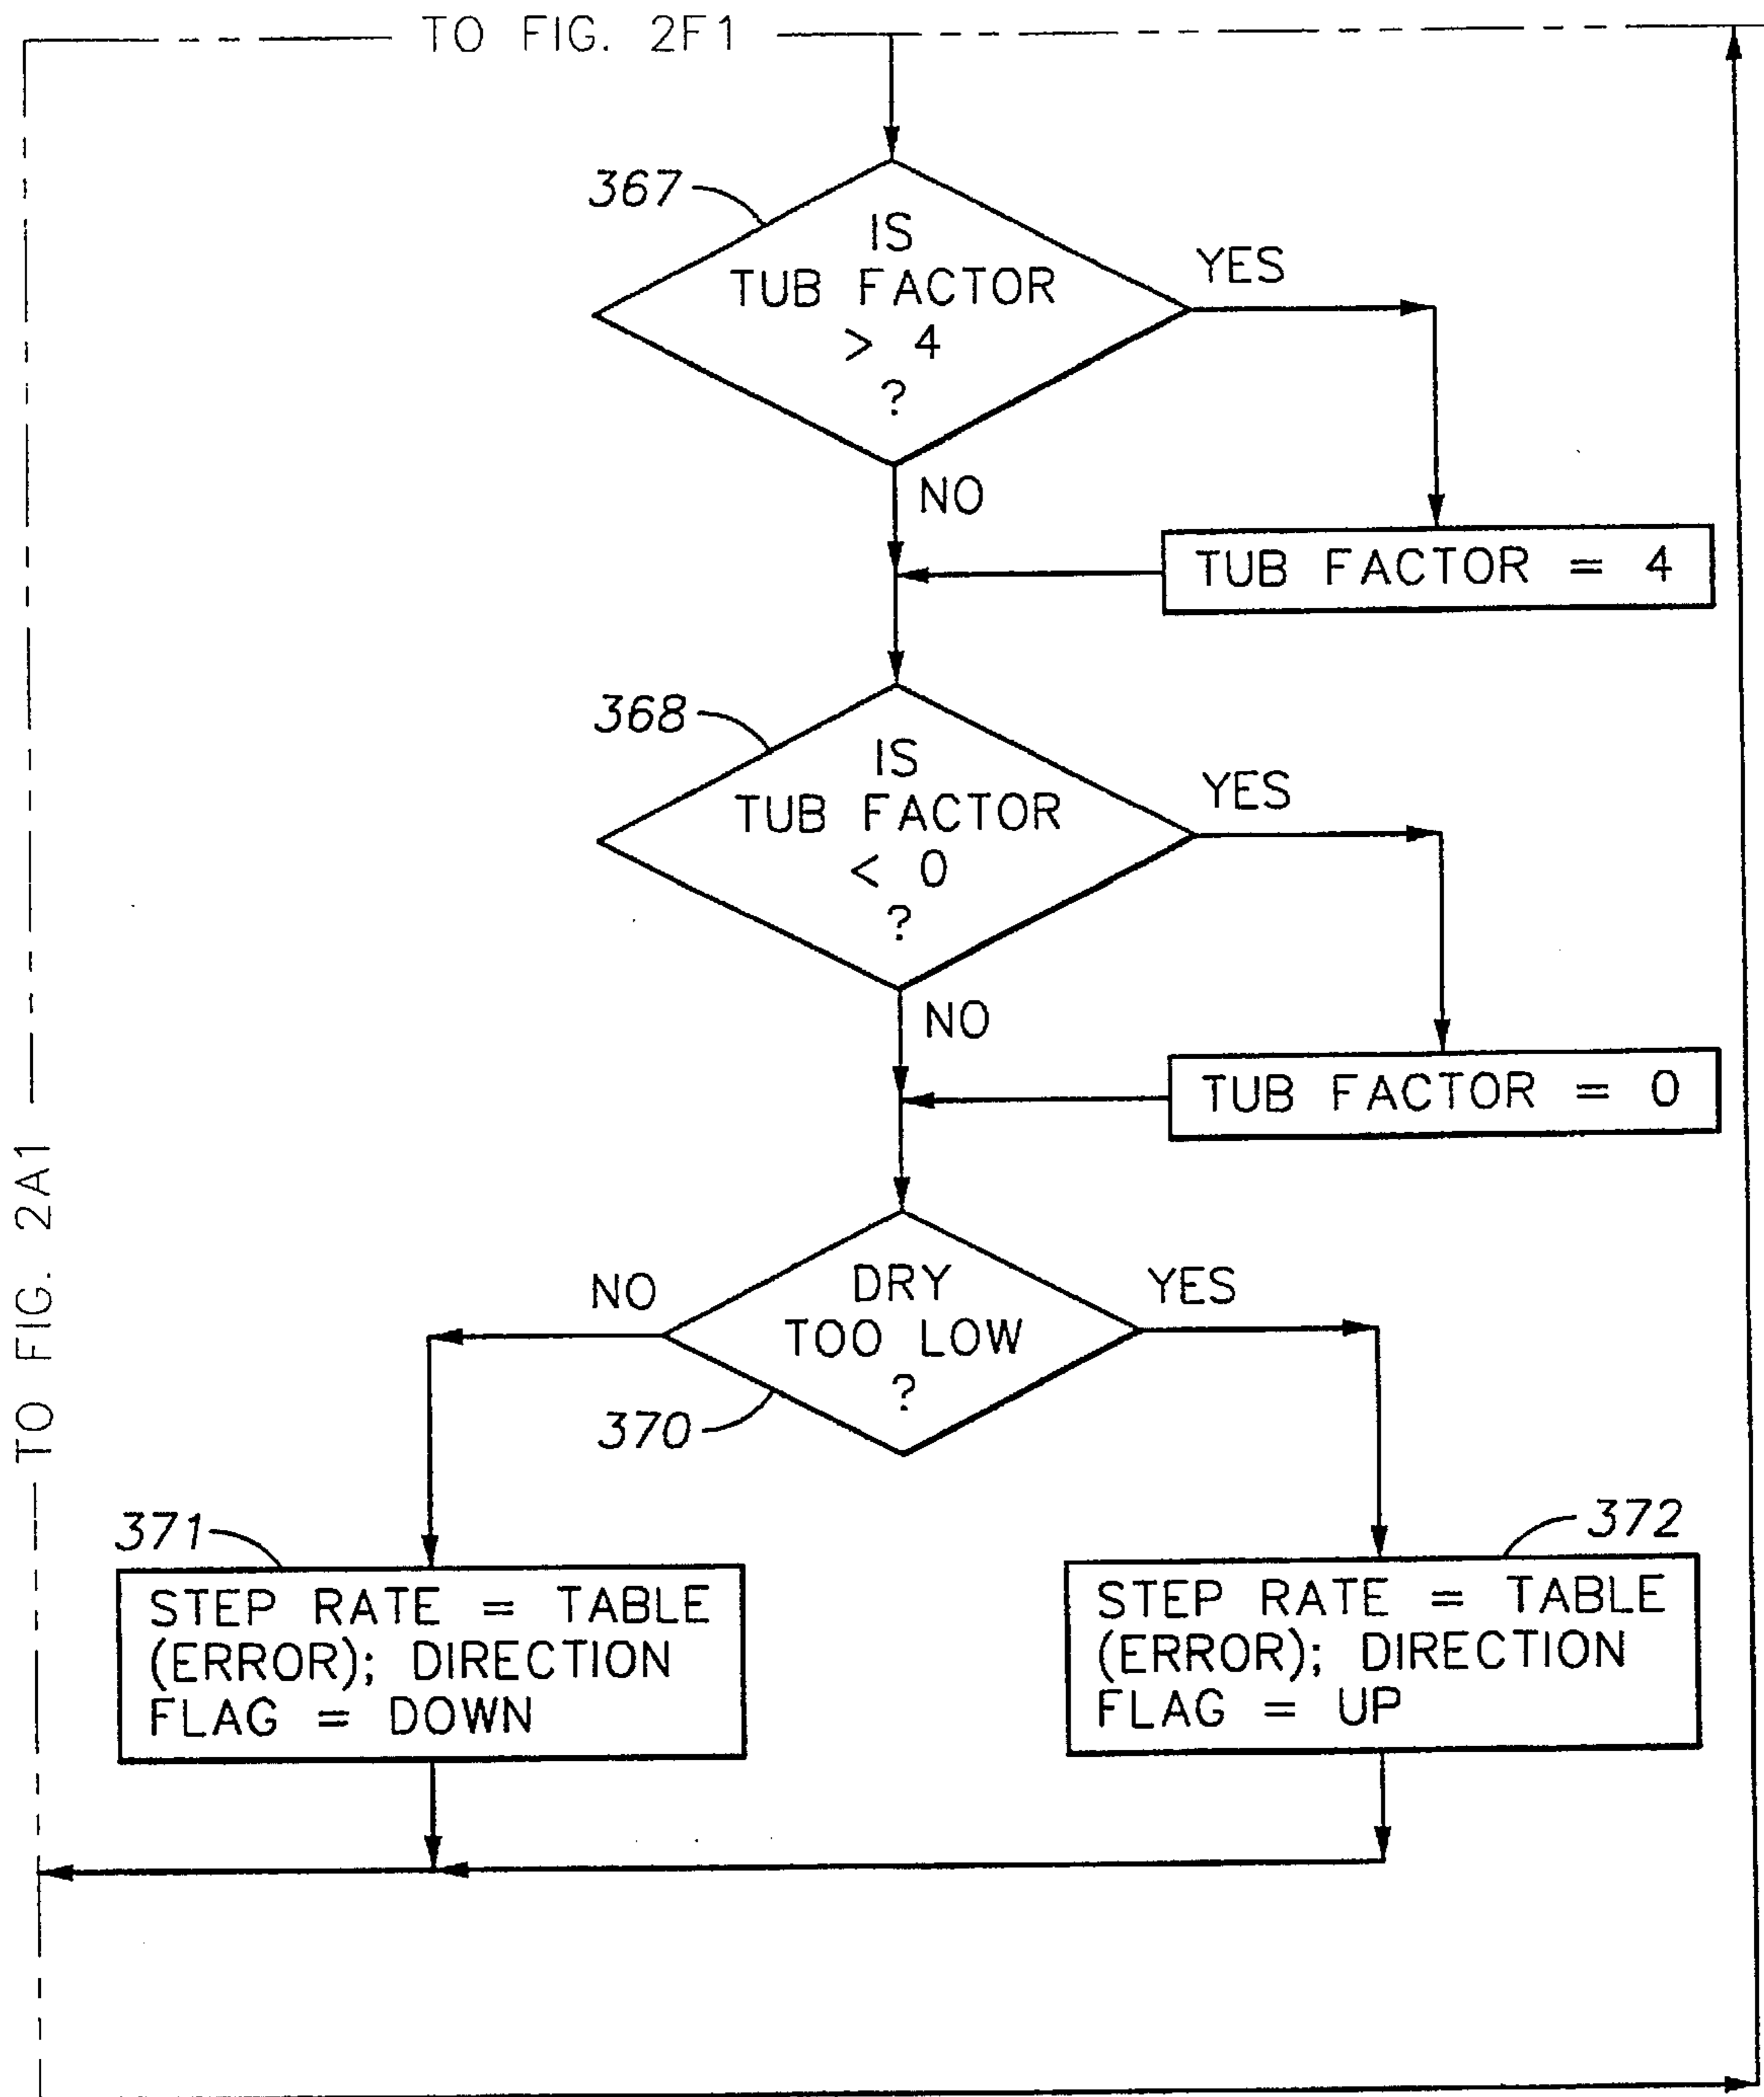 TO FIG. 2F1
367
IS
TUB FACTOR
> 4
?
YES
NO
TUB FACTOR = 4
368
IS
TUB FACTOR
< 0
?
YES
NO
TUB FACTOR = 0
TO FIG. 2A1
NO
DRY
TOO LOW
?
YES
370
371
STEP RATE = TABLE
(ERROR); DIRECTION
FLAG = DOWN
372
STEP RATE = TABLE
(ERROR); DIRECTION
FLAG = UP